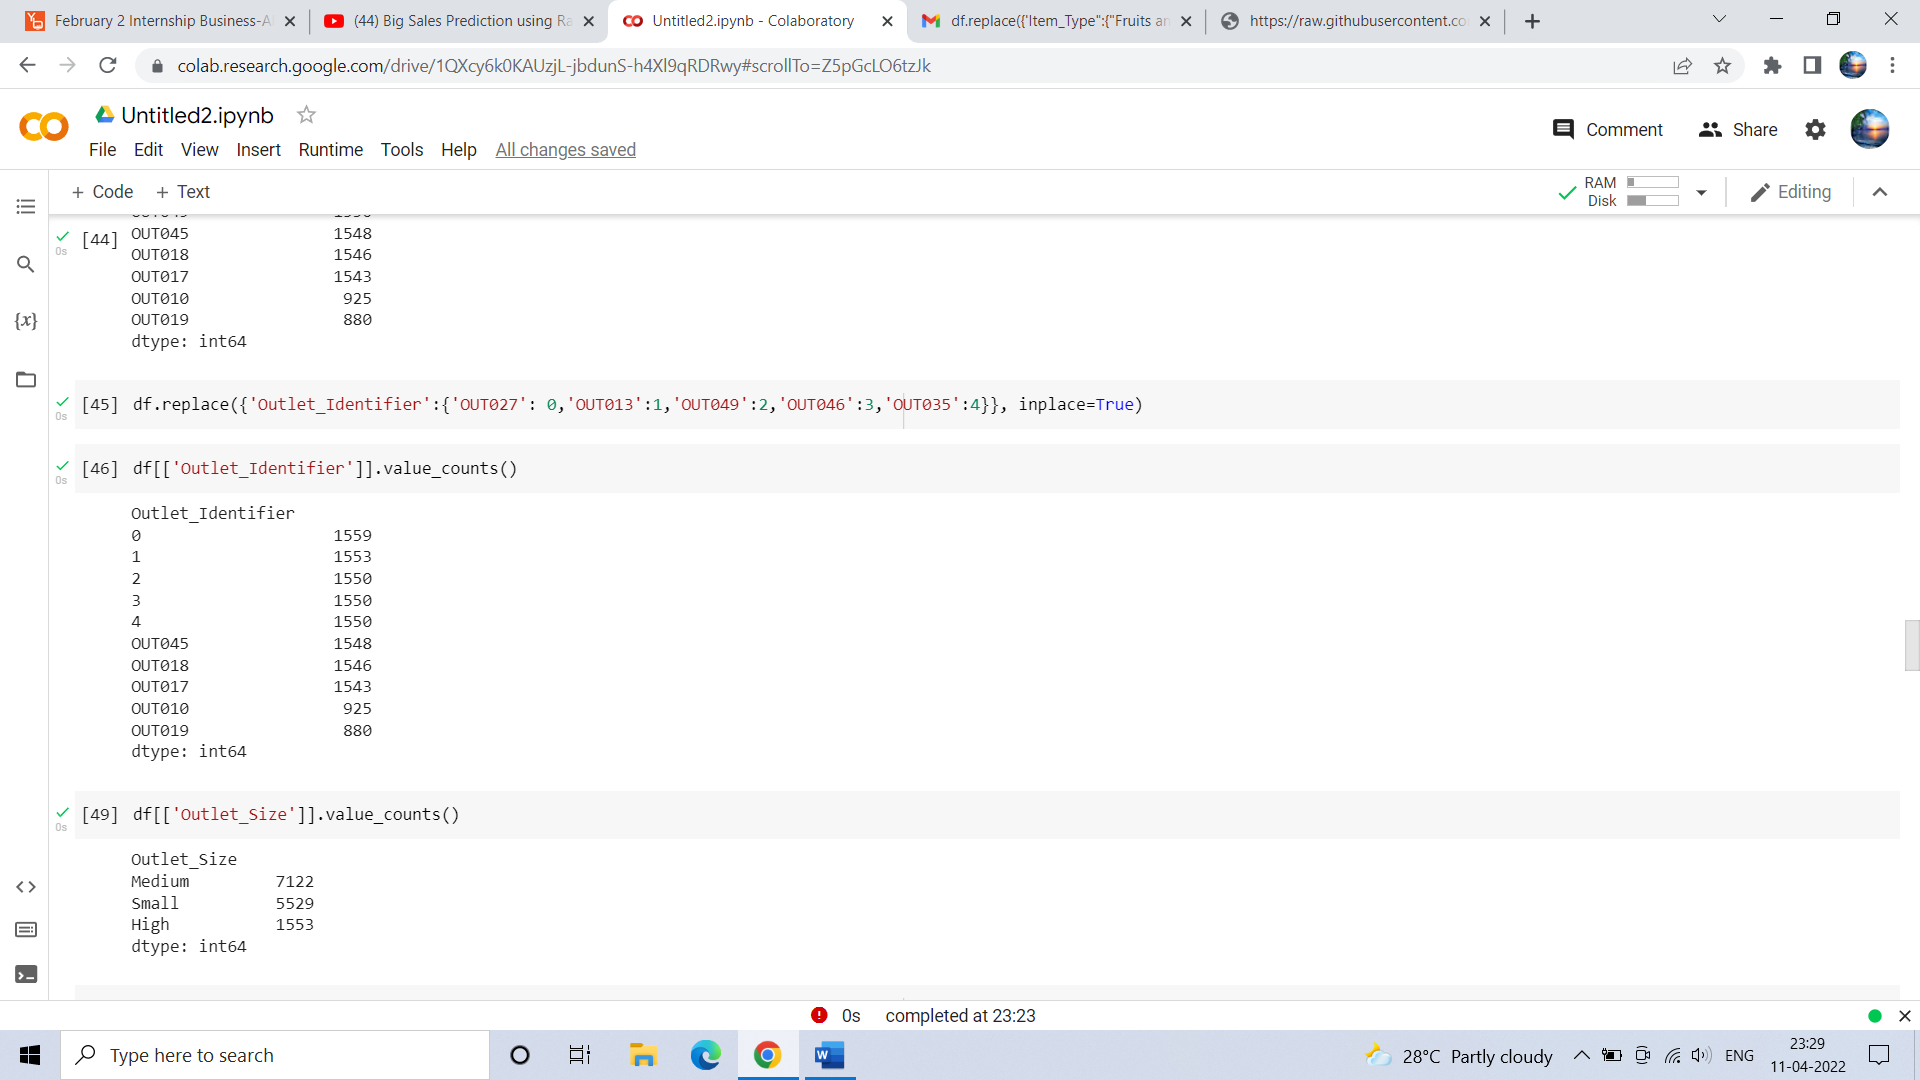 February 2 Internship Business-A
(44) Big Sales Prediction using Ra
Untitled2.ipynb - Colaboratory
df.replace({'Item_Type':{"Fruits an
https://raw.githubusercontent.co
colab.research.google.com/drive/1QXcy6k0KAUzjL-jbdunS-h4Xl9qRDRwy#scrollTo=Z5pGcLO6tzJk
Untitled2.ipynb
Comment
Share
File Edit View Insert Runtime Tools Help All changes saved
+ Code + Text
RAM
Disk
Editing
[44]
0s
OUT045 1548
OUT018 1546
OUT017 1543
OUT010 925
OUT019 880
dtype: int64
{x}
[45] df.replace({'Outlet_Identifier':{'OUT027': 0,'OUT013':1,'OUT049':2,'OUT046':3,'OUT035':4}}, inplace=True)
0s
[46] df[['Outlet_Identifier']].value_counts()
0s
Outlet_Identifier
0 1559
1 1553
2 1550
3 1550
4 1550
OUT045 1548
OUT018 1546
OUT017 1543
OUT010 925
OUT019 880
dtype: int64
[49] df[['Outlet_Size']].value_counts()
0s
Outlet_Size
Medium 7122
Small 5529
High 1553
dtype: int64
0s completed at 23:23
Type here to search
28°C Partly cloudy
ENG
23:29
11-04-2022